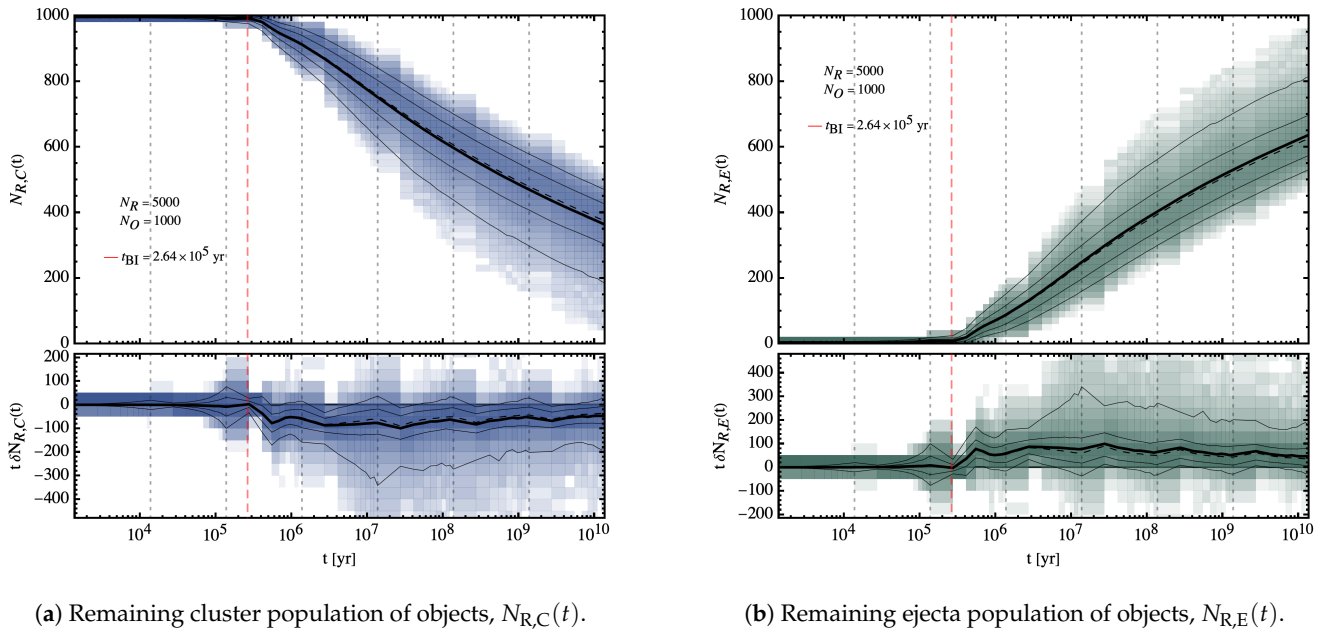 1000
800
600
400
200
0
N_{R,C}(t)
N_R = 5000
N_O = 1000
t_{BI} = 2.64 × 10^5 yr
200
100
0
−100
−200
−300
−400
t δN_{R,C}(t)
10^4 10^5 10^6 10^7 10^8 10^9 10^10
t [yr]
(a) Remaining cluster population of objects, N_{R,C}(t).
1000
800
600
400
200
0
N_{R,E}(t)
N_R = 5000
N_O = 1000
t_{BI} = 2.64 × 10^5 yr
400
300
200
100
0
−100
−200
t δN_{R,E}(t)
10^4 10^5 10^6 10^7 10^8 10^9 10^10
t [yr]
(b) Remaining ejecta population of objects, N_{R,E}(t).